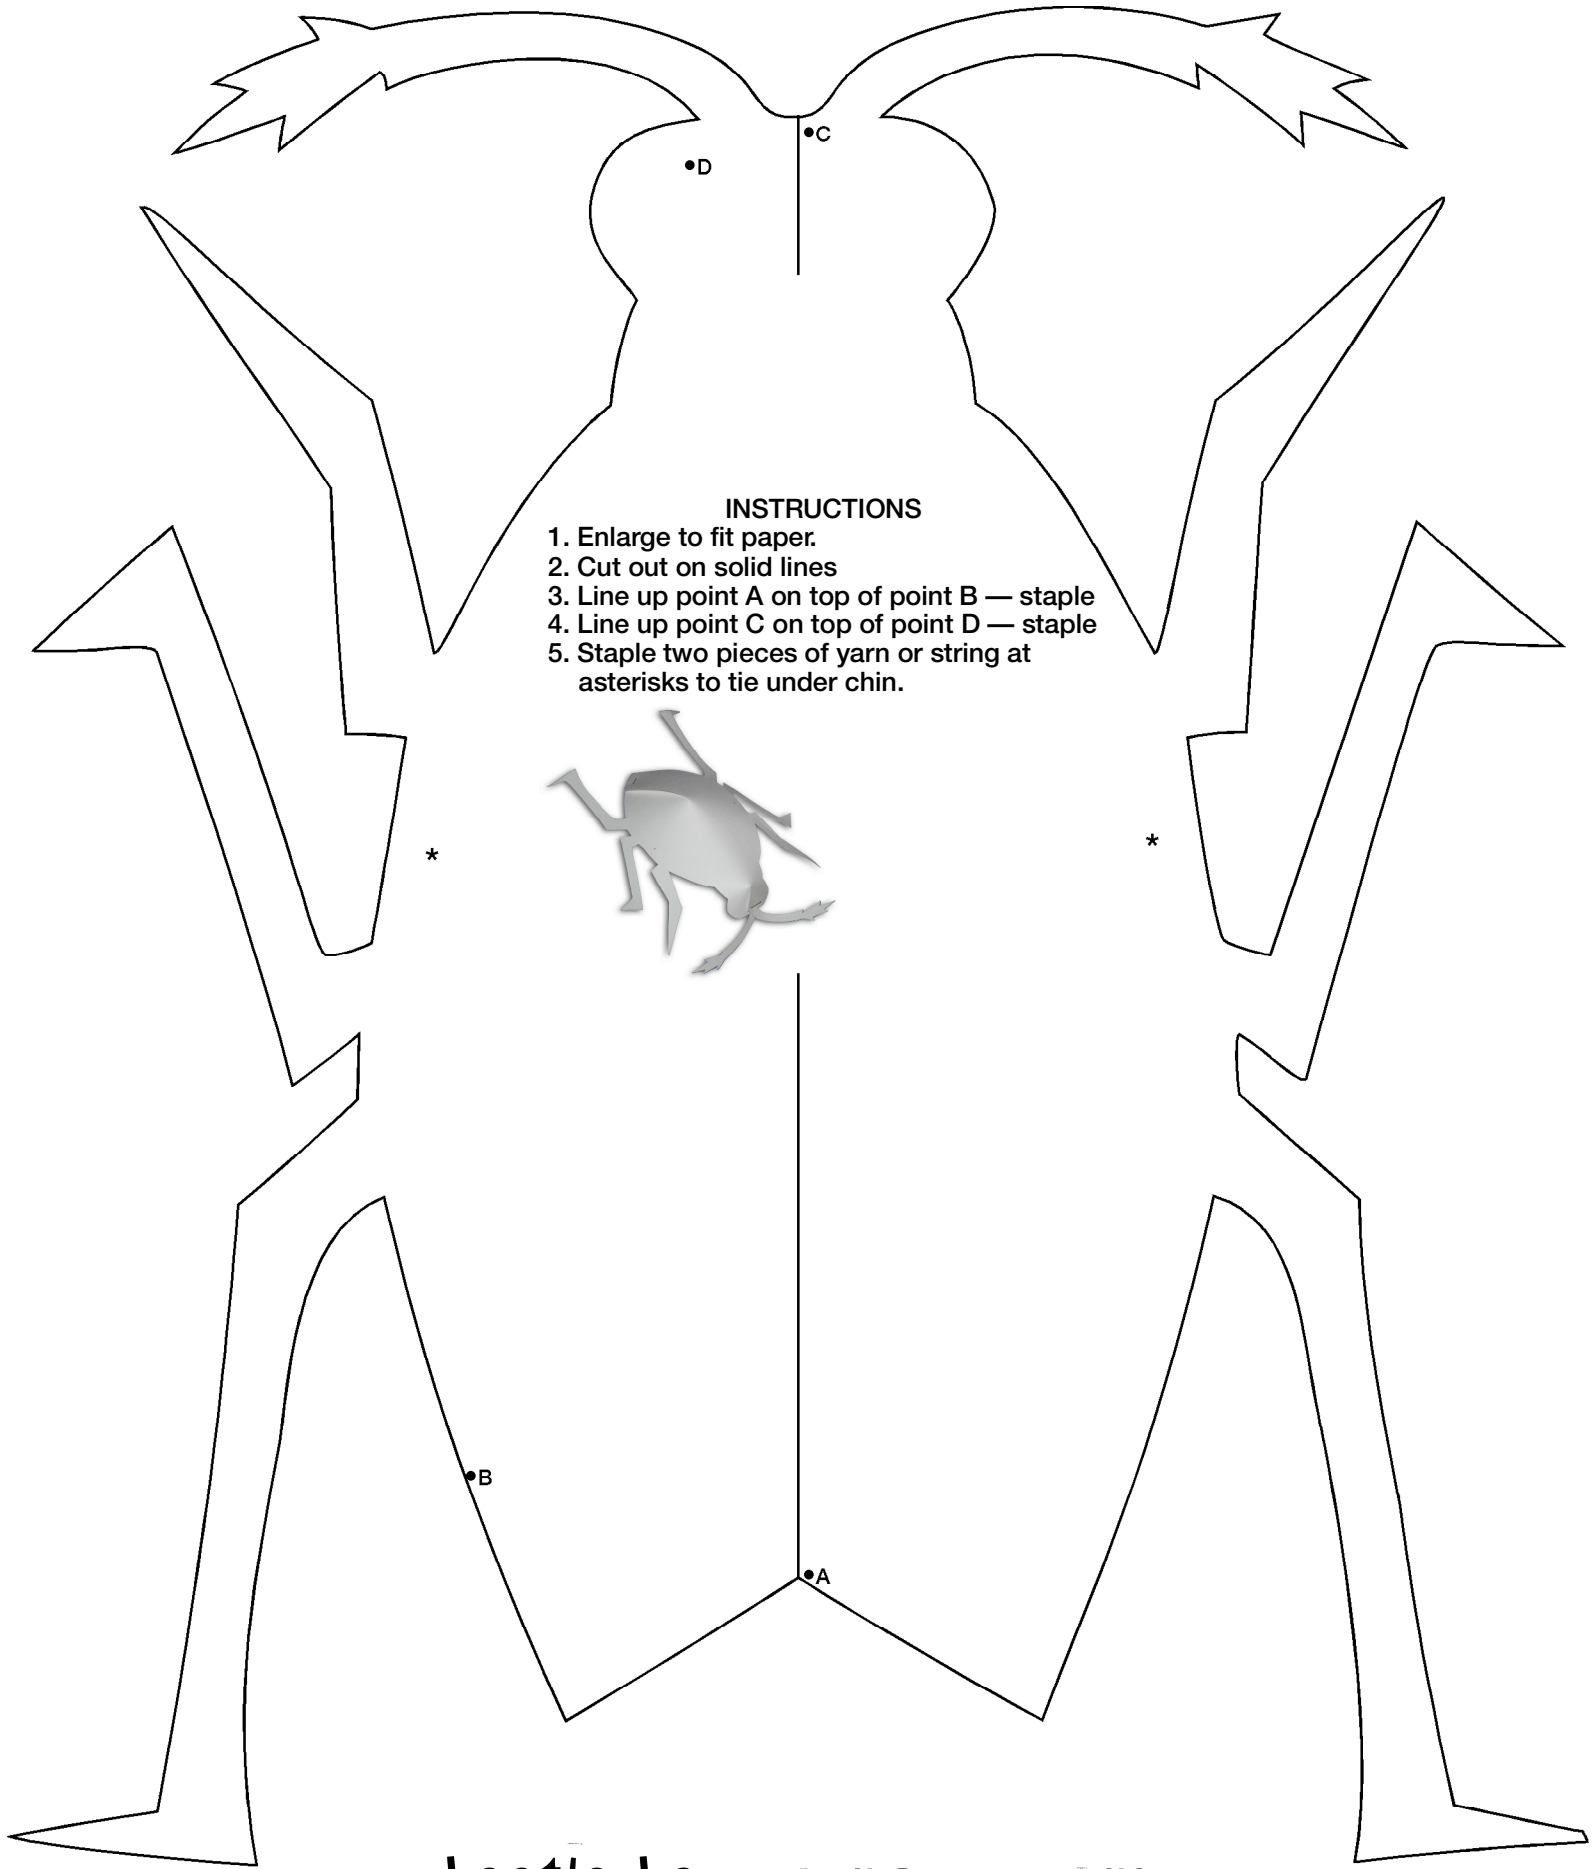 C
D
INSTRUCTIONS
1. Enlarge to fit paper.
2. Cut out on solid lines
3. Line up point A on top of point B — staple
4. Line up point C on top of point D — staple
5. Staple two pieces of yarn or string at
asterisks to tie under chin.
*
*
B
A